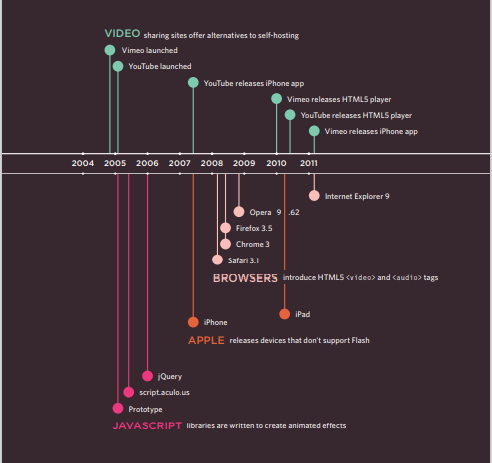 VIDEO sharing sites offer alternatives to self-hosting
Vimeo launched
YouTube launched
YouTube releases iPhone app
Vimeo releases HTML5 player
YouTube releases HTML5 player
Vimeo releases iPhone app
2004 2005 2006 2007 2008 2009 2010 2011
Internet Explorer 9
Opera 9 .62
Firefox 3.5
Chrome 3
Safari 3.1
BROWSERS introduce HTML5 <video> and <audio> tags
iPad
iPhone
APPLE releases devices that don't support Flash
jQuery
script.aculo.us
Prototype
JAVASCRIPT libraries are written to create animated effects